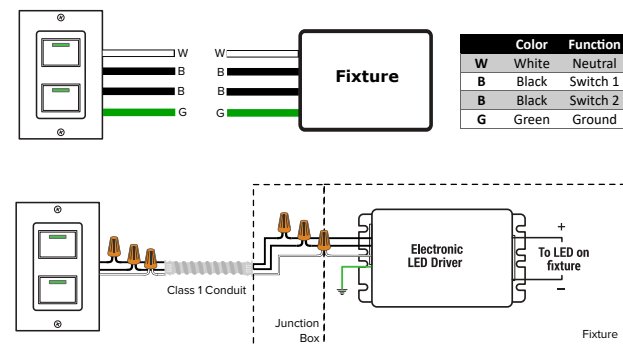 W
B
B
G
W
B
B
G
Fixture
Color Function
W White Neutral
B Black Switch 1
B Black Switch 2
G Green Ground
Class 1 Conduit
Junction
Box
Electronic
LED Driver
+
To LED on
fixture
–
Fixture